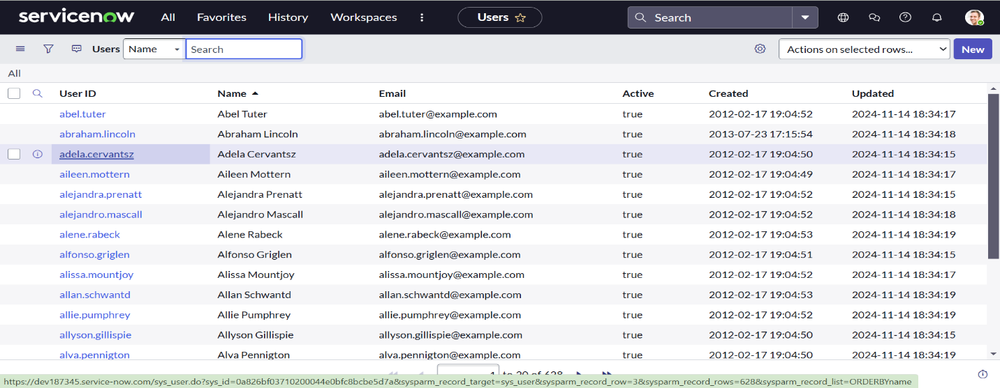 servicenow All Favorites History Workspaces Users Search
Users Name Search Actions on selected rows... New
All
User ID Name Email Active Created Updated
abel.tuter Abel Tuter abel.tuter@example.com true 2012-02-17 19:04:52 2024-11-14 18:34:17
abraham.lincoln Abraham Lincoln abraham.lincoln@example.com true 2013-07-23 17:15:54 2024-11-14 18:34:18
adela.cervantsz Adela Cervantsz adela.cervantsz@example.com true 2012-02-17 19:04:50 2024-11-14 18:34:15
aileen.mottern Aileen Mottern aileen.mottern@example.com true 2012-02-17 19:04:49 2024-11-14 18:34:17
alejandra.prenatt Alejandra Prenatt alejandra.prenatt@example.com true 2012-02-17 19:04:50 2024-11-14 18:34:15
alejandro.mascall Alejandro Mascall alejandro.mascall@example.com true 2012-02-17 19:04:50 2024-11-14 18:34:18
alene.rabeck Alene Rabeck alene.rabeck@example.com true 2012-02-17 19:04:53 2024-11-14 18:34:19
alfonso.griglen Alfonso Griglen alfonso.griglen@example.com true 2012-02-17 19:04:51 2024-11-14 18:34:15
alissa.mountjoy Alissa Mountjoy alissa.mountjoy@example.com true 2012-02-17 19:04:52 2024-11-14 18:34:17
allan.schwantd Allan Schwantd allan.schwantd@example.com true 2012-02-17 19:04:53 2024-11-14 18:34:19
allie.pumphrey Allie Pumphrey allie.pumphrey@example.com true 2012-02-17 19:04:52 2024-11-14 18:34:19
allyson.gillispie Allyson Gillispie allyson.gillispie@example.com true 2012-02-17 19:04:50 2024-11-14 18:34:15
alva.pennigton Alva Pennigton alva.pennigton@example.com true 2012-02-17 19:04:50 2024-11-14 18:34:19
1 to 20 of 628
https://dev187345.service-now.com/sys_user.do?sys_id=0a826bf03710200044e0bfc8bcbe5d7a&sysparm_record_target=sys_user&sysparm_record_row=3&sysparm_record_rows=628&sysparm_record_list=ORDERBYname